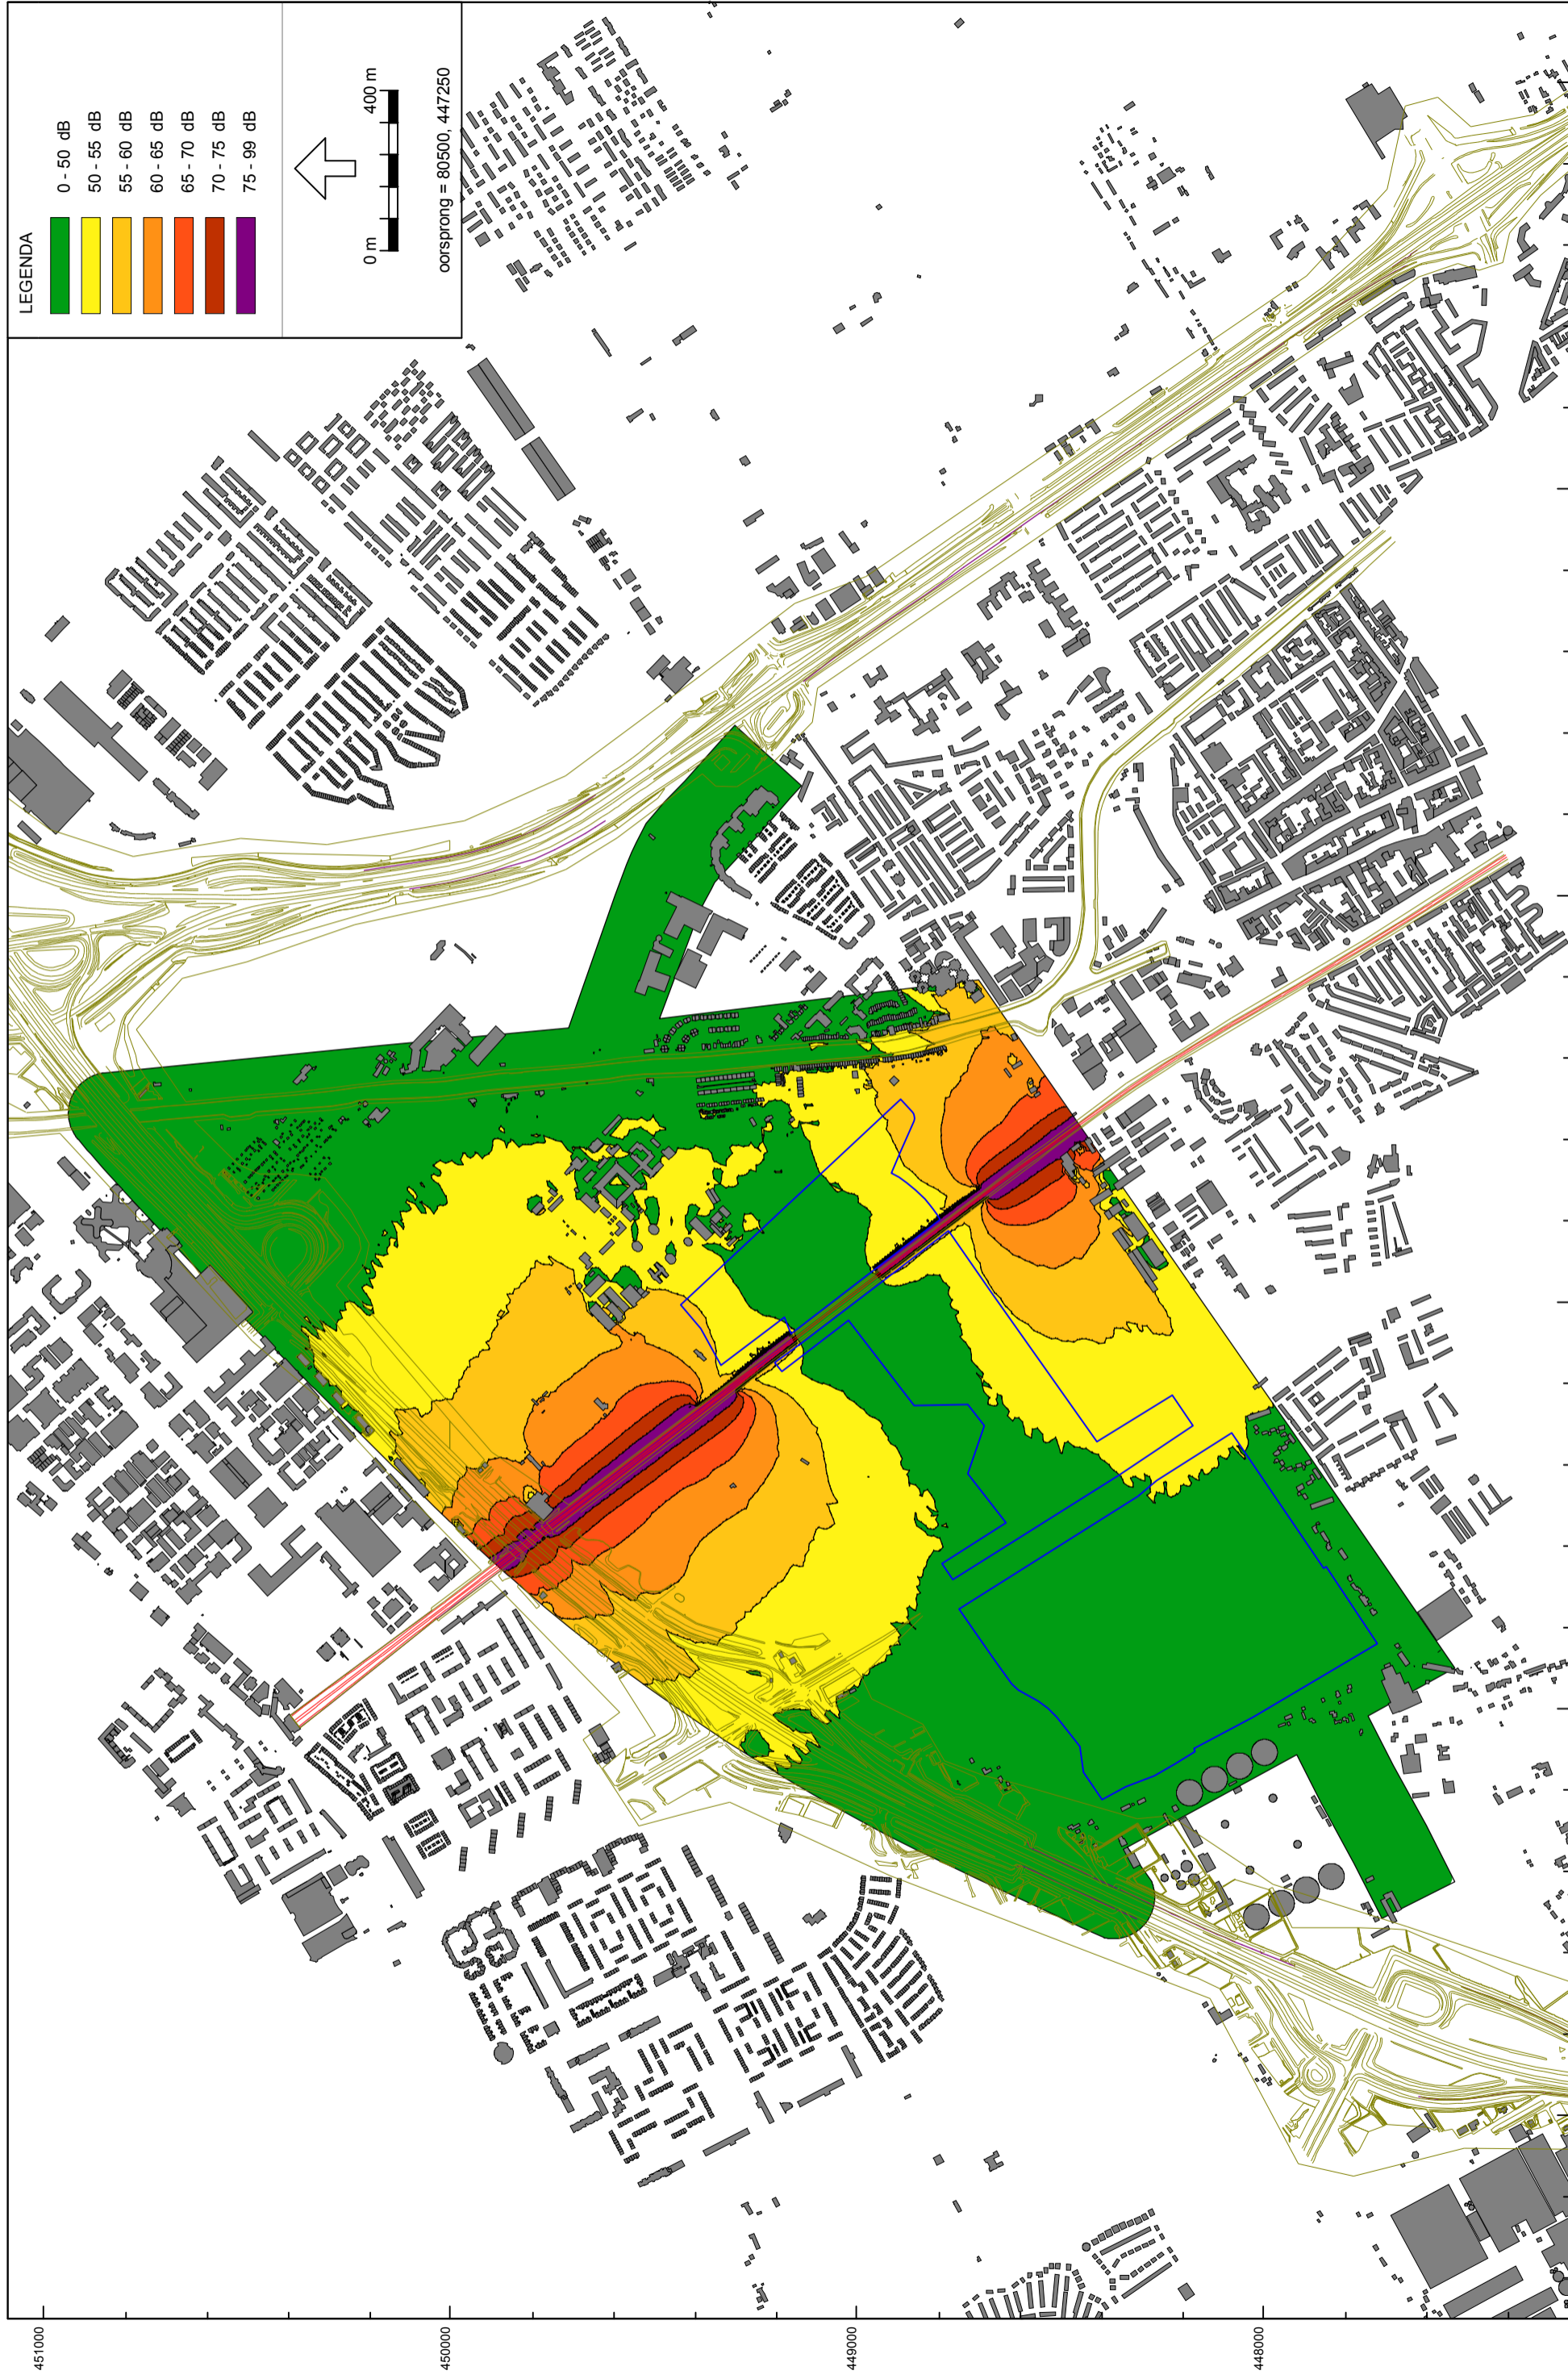 LEGENDA
0 - 50 dB
50 - 55 dB
55 - 60 dB
60 - 65 dB
65 - 70 dB
70 - 75 dB
75 - 99 dB
0 m
400 m
oorsprong = 80500, 447250
451000
450000
449000
448000